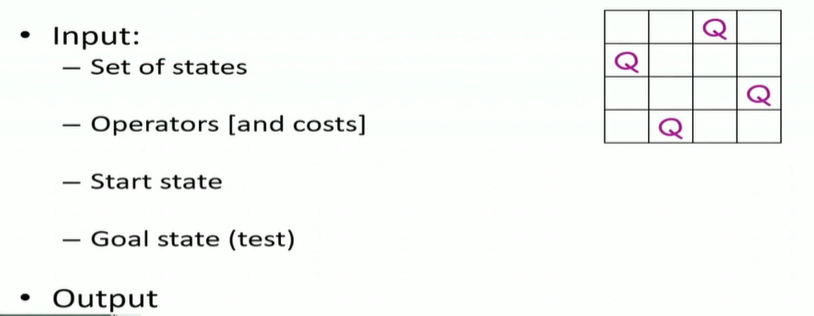 • Input:
– Set of states
– Operators [and costs]
– Start state
– Goal state (test)
• Output
Q
Q
Q
Q